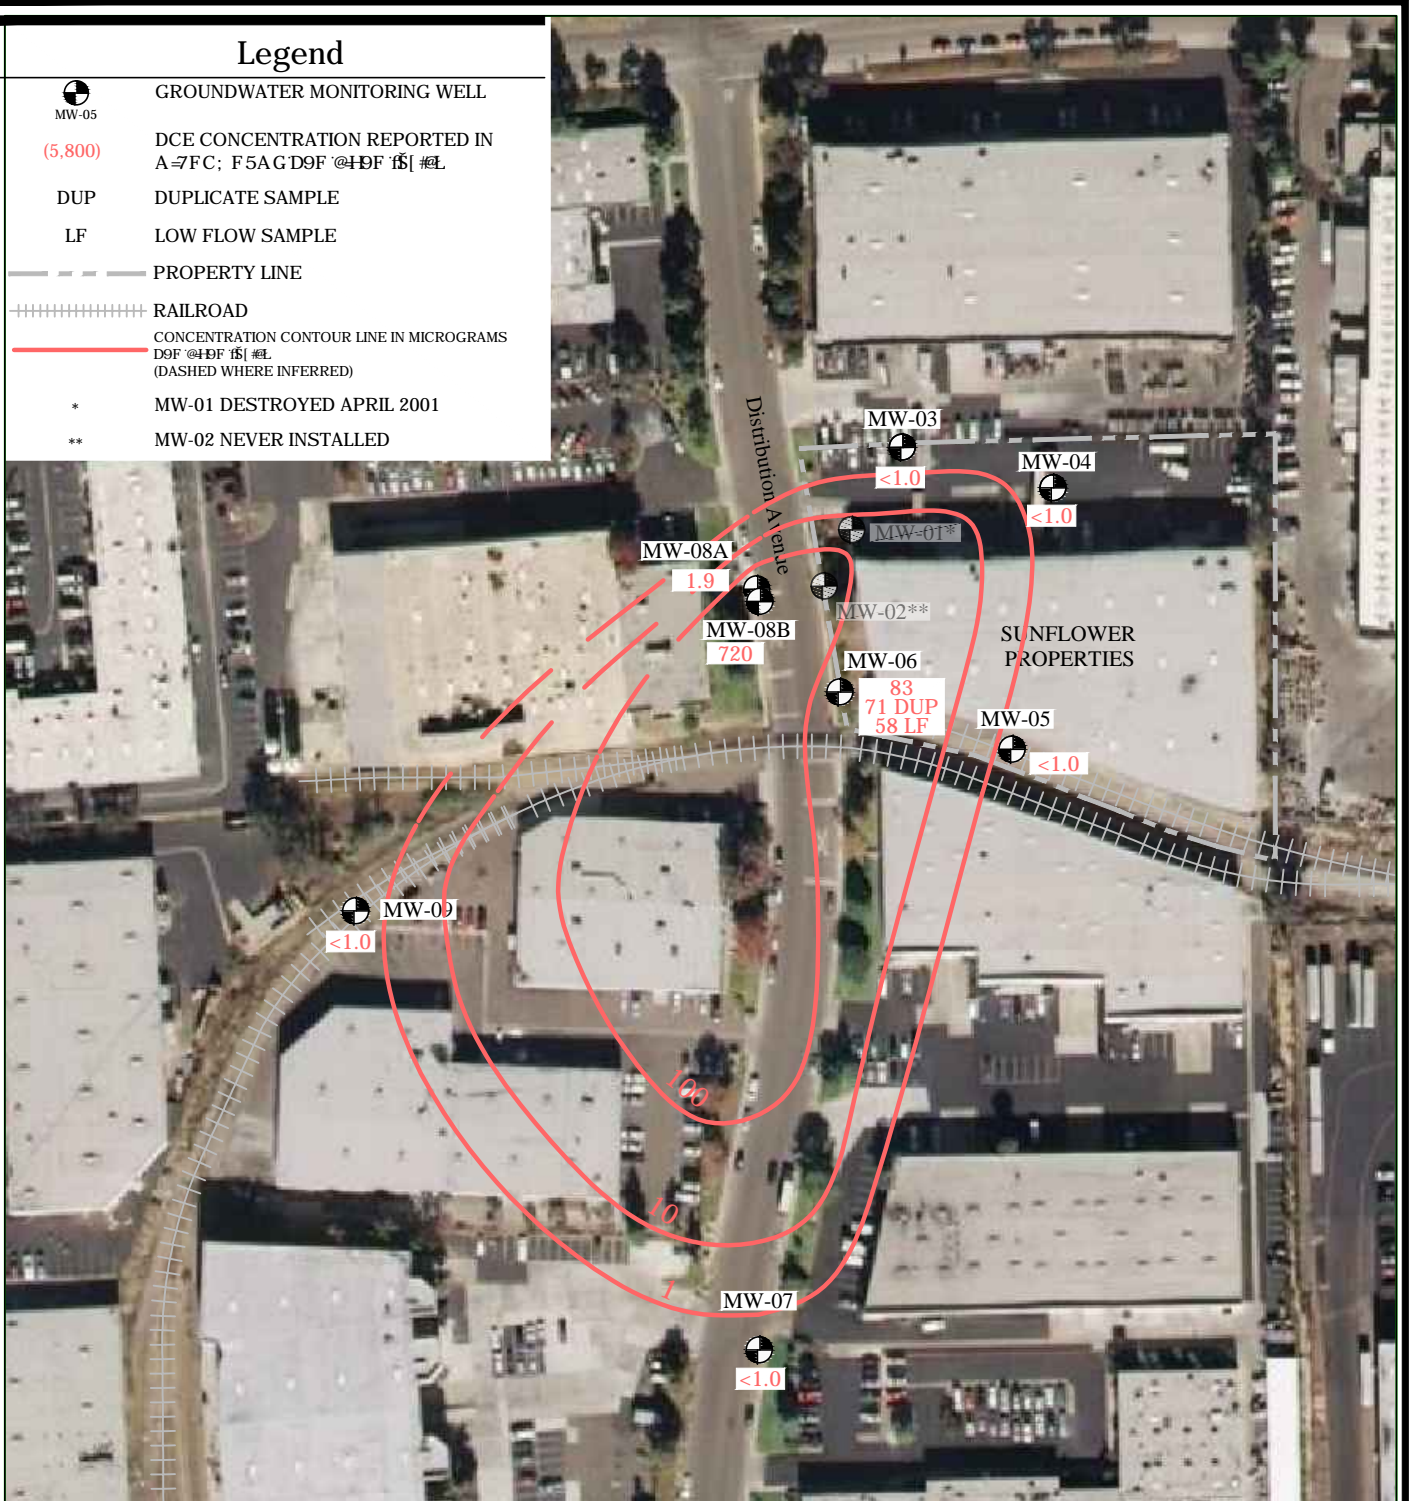 Legend
MW-05
GROUNDWATER MONITORING WELL
(5,800)
DCE CONCENTRATION REPORTED IN
DUP
DUPLICATE SAMPLE
LF
LOW FLOW SAMPLE
PROPERTY LINE
RAILROAD
CONCENTRATION CONTOUR LINE IN MICROGRAMS
(DASHED WHERE INFERRED)
*
MW-01 DESTROYED APRIL 2001
**
MW-02 NEVER INSTALLED
Distribution Avenue
MW-03
<1.0
MW-04
<1.0
MW-01*
MW-08A
1.9
MW-02**
MW-08B
720
SUNFLOWER
PROPERTIES
MW-06
83
71 DUP
58 LF
MW-05
<1.0
MW-09
<1.0
100
10
1
MW-07
<1.0